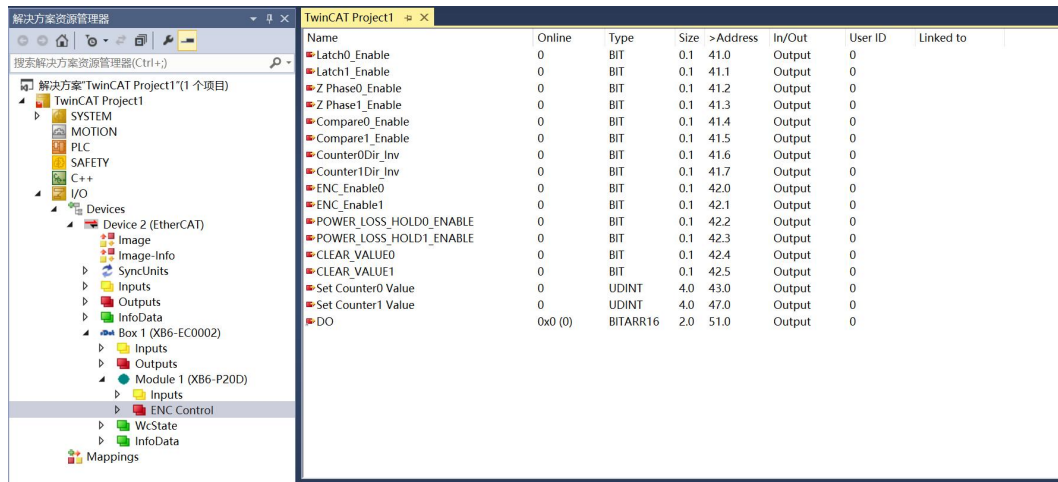 解决方案资源管理器
搜索解决方案资源管理器(Ctrl+;)
解决方案"TwinCAT Project1"(1 个项目)
TwinCAT Project1
SYSTEM
MOTION
PLC
SAFETY
C++
I/O
Devices
Device 2 (EtherCAT)
Image
Image-Info
SyncUnits
Inputs
Outputs
InfoData
Box 1 (XB6-EC0002)
Inputs
Outputs
Module 1 (XB6-P20D)
Inputs
ENC Control
WcState
InfoData
Mappings
TwinCAT Project1
Name Online Type Size >Address In/Out User ID Linked to
Latch0_Enable 0 BIT 0.1 41.0 Output 0
Latch1_Enable 0 BIT 0.1 41.1 Output 0
Z Phase0_Enable 0 BIT 0.1 41.2 Output 0
Z Phase1_Enable 0 BIT 0.1 41.3 Output 0
Compare0_Enable 0 BIT 0.1 41.4 Output 0
Compare1_Enable 0 BIT 0.1 41.5 Output 0
Counter0Dir_Inv 0 BIT 0.1 41.6 Output 0
Counter1Dir_Inv 0 BIT 0.1 41.7 Output 0
ENC_Enable0 0 BIT 0.1 42.0 Output 0
ENC_Enable1 0 BIT 0.1 42.1 Output 0
POWER_LOSS_HOLD0_ENABLE 0 BIT 0.1 42.2 Output 0
POWER_LOSS_HOLD1_ENABLE 0 BIT 0.1 42.3 Output 0
CLEAR_VALUE0 0 BIT 0.1 42.4 Output 0
CLEAR_VALUE1 0 BIT 0.1 42.5 Output 0
Set Counter0 Value 0 UDINT 4.0 43.0 Output 0
Set Counter1 Value 0 UDINT 4.0 47.0 Output 0
DO 0x0 (0) BITARR16 2.0 51.0 Output 0